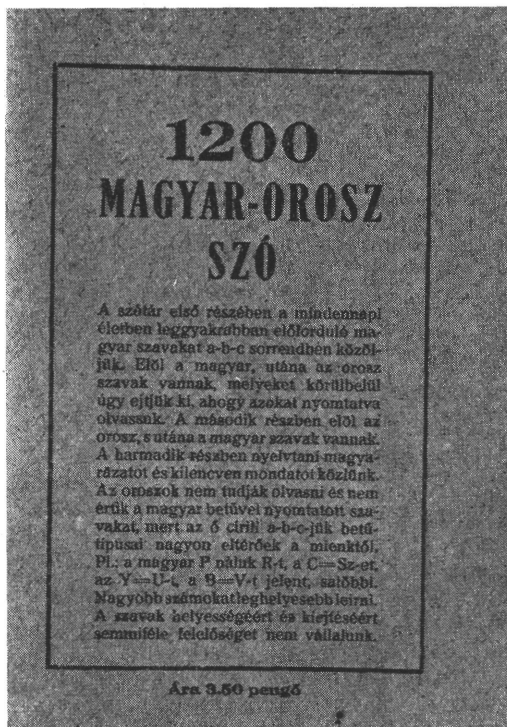 1200
MAGYAR-OROSZ
SZÓ
A szótár első részében a mindennapi
életben leggyakrabban előforduló ma-
gyar szavakat a-b-c sorrendben közöl-
jük. Elöl a magyar, utána az orosz
szavak vannak, melyeket körülbelül
úgy ejtjük ki, ahogy azokat nyomtatva
olvassuk. A második részben elöl az
orosz, s utána a magyar szavak vannak.
A harmadik részben nyelvtani magya-
rázatot és kilencven mondatot közlünk.
Az oroszok nem tudják olvasni és nem
értik a magyar betűvel nyomtatott sza-
vakat, mert az ő cirill a-b-c-jük betű-
típusai nagyon eltérőek a mienktől,
Pl.: a magyar P náluk R-t, a C=Sz-et,
az Y=U-t, a B=V-t jelent, satöbbi.
Nagyobb számokat leghelyesebb leírni.
A szavak helyességéért és kiejtéséért
semmiféle felelőséget nem vállalunk.
Ára 3.50 pengő